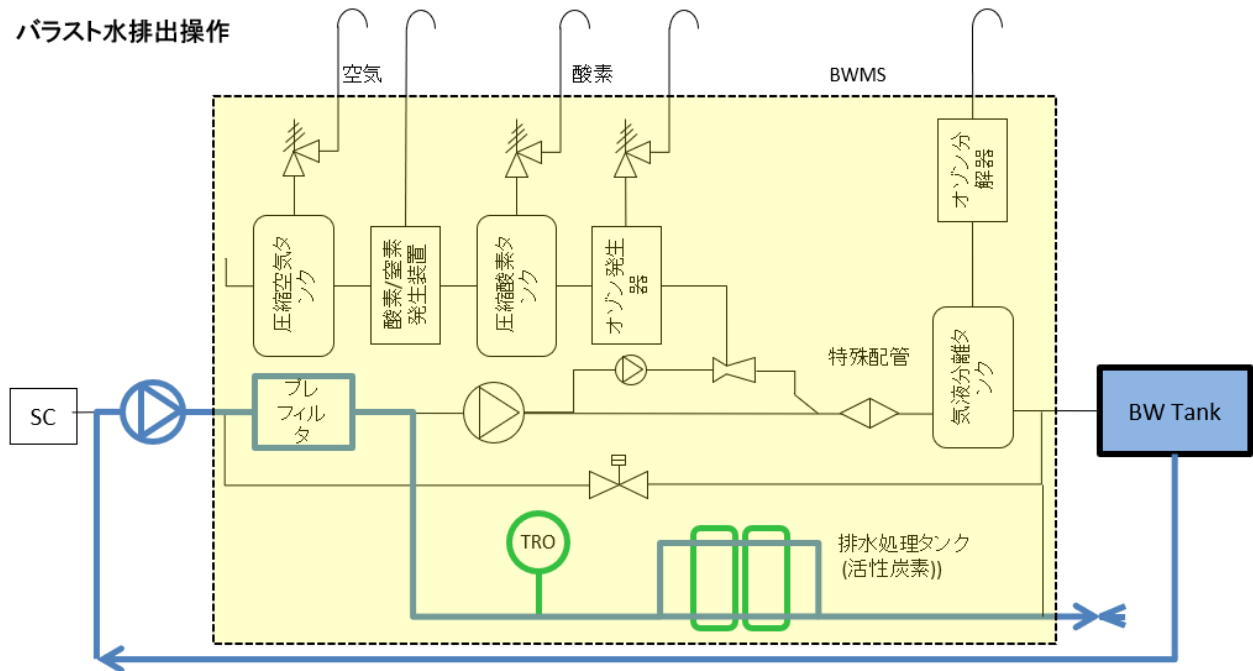 バラスト水排出操作
空気
酸素
BWMS
オゾン分
解器
圧縮空気タ
ンク
酸素/窒素
発生装置
圧縮酸素タ
ンク
オゾン発生
器
特殊配管
気液分離タ
ンク
SC
プレ
フィル
タ
BW Tank
TRO
排水処理タンク
(活性炭素))